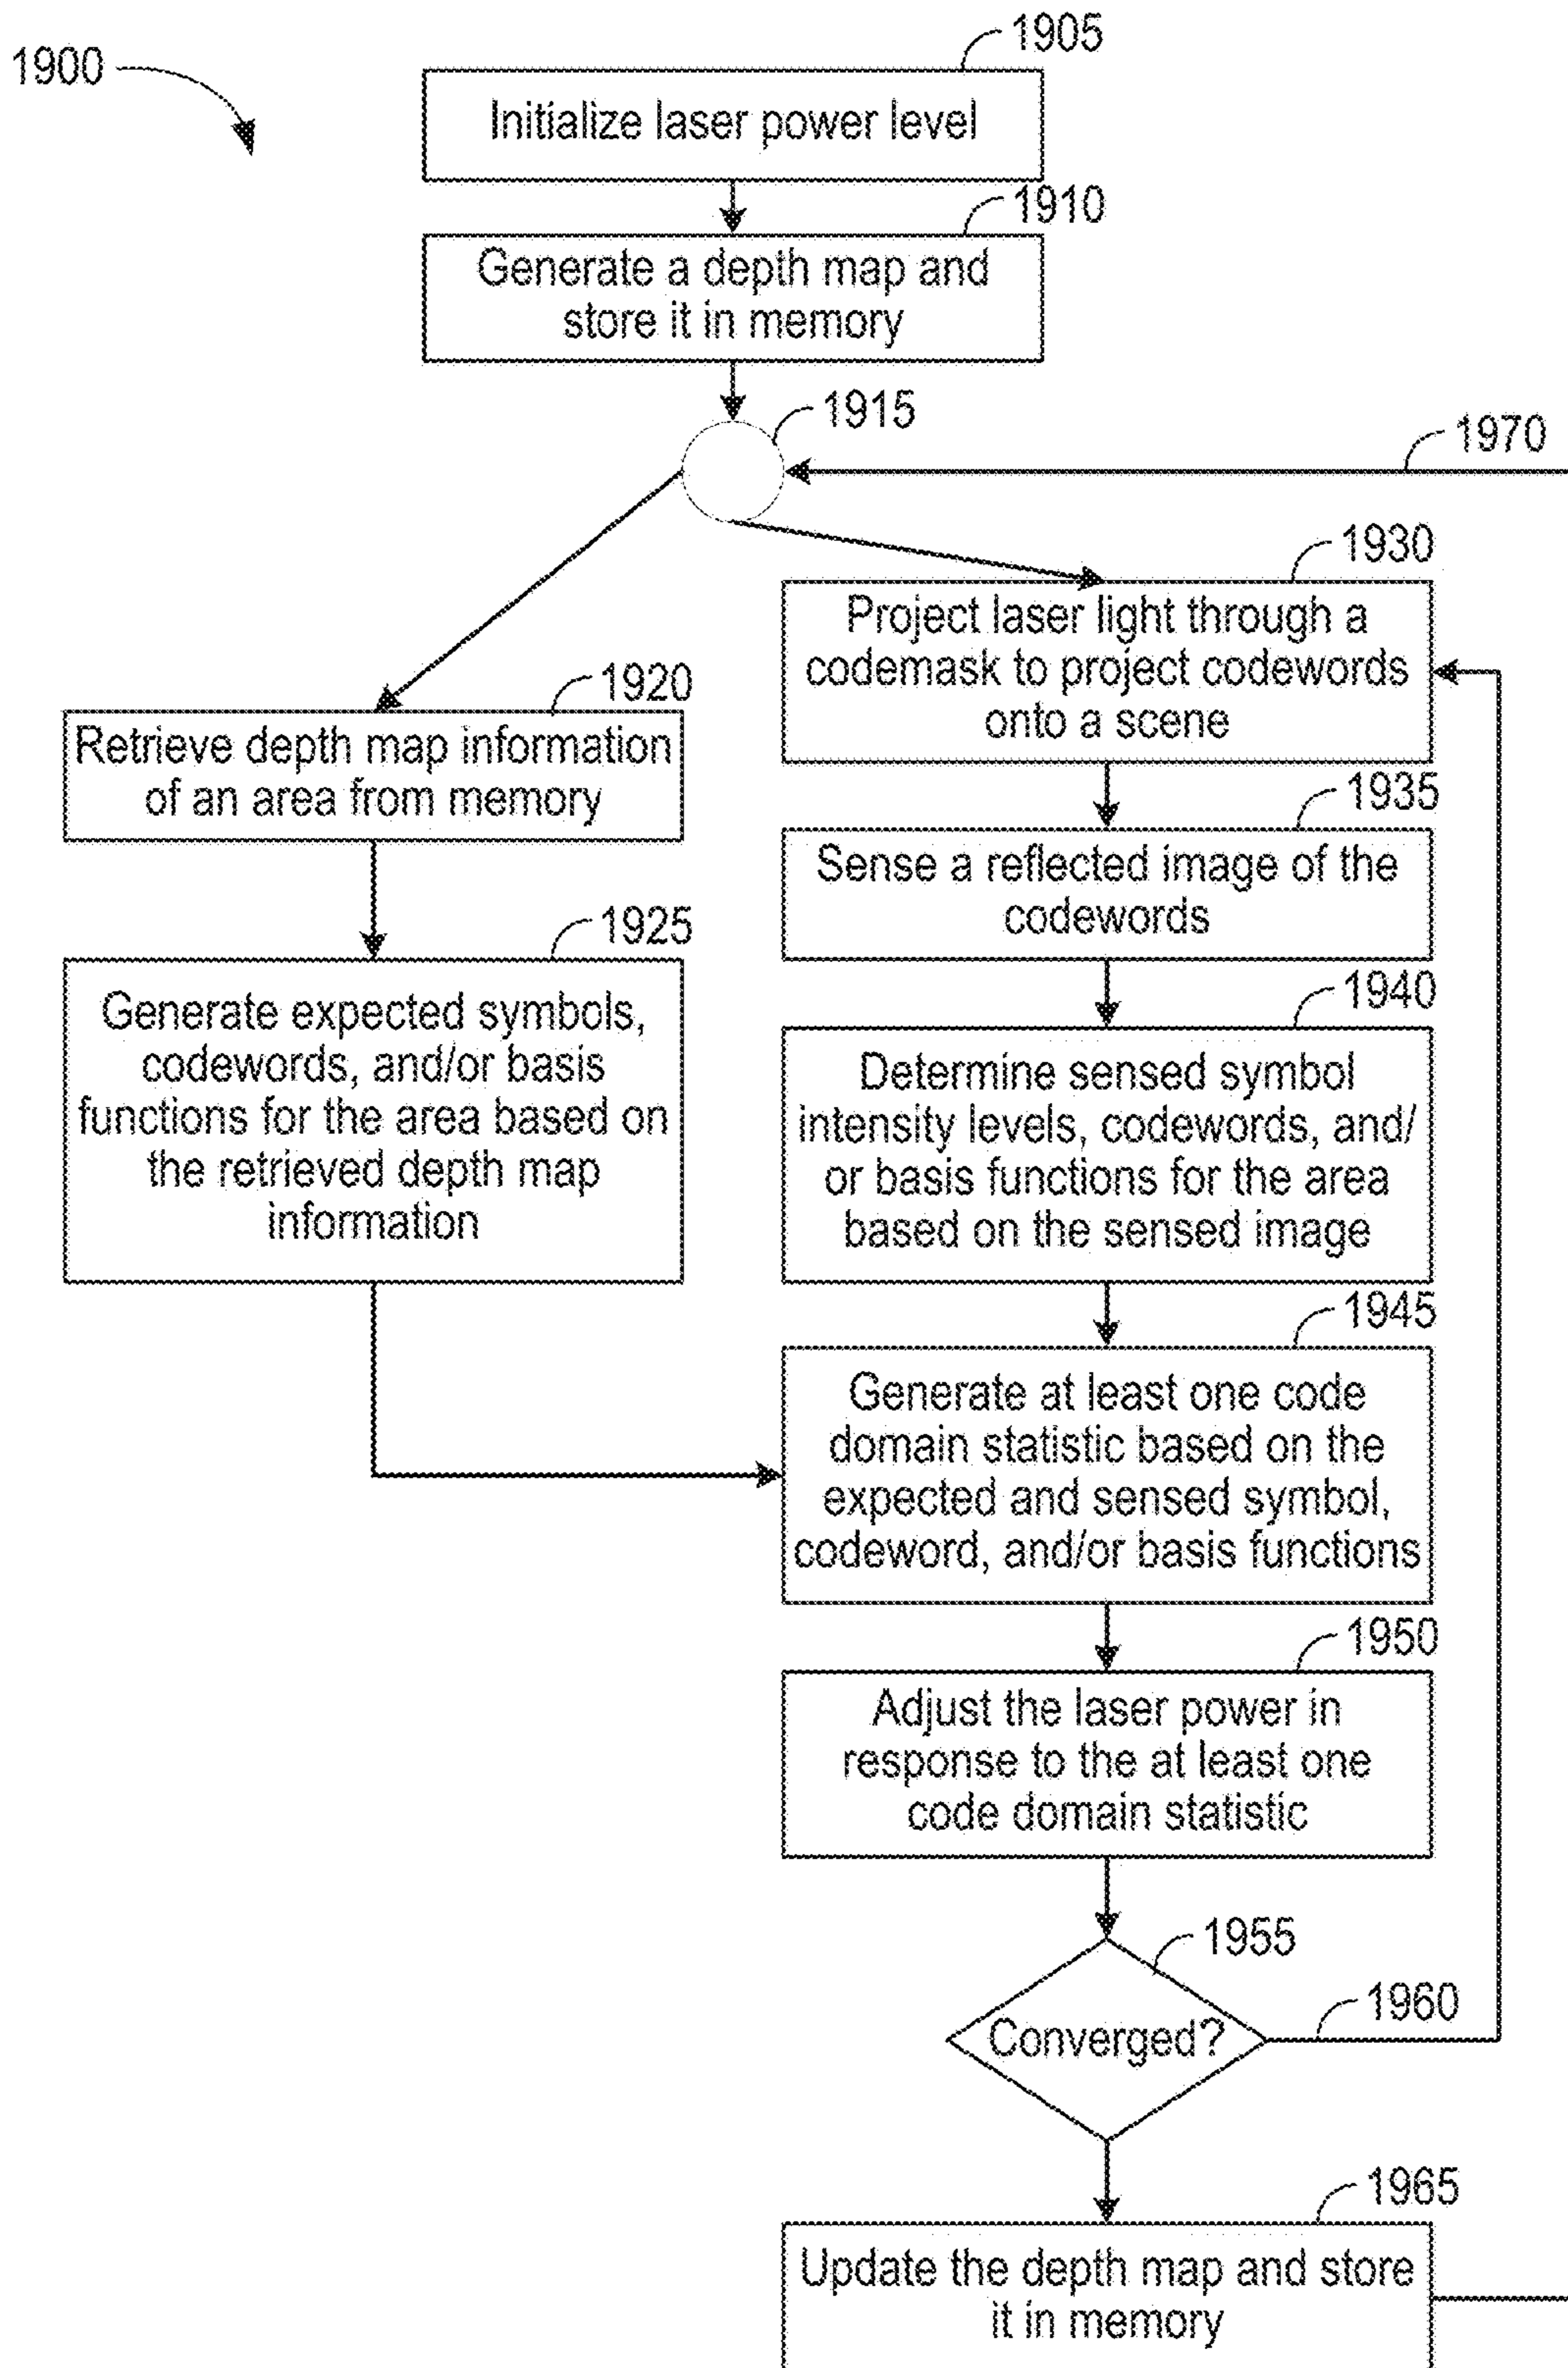 1900
1905
Initialize laser power level
1910
Generate a depth map and
store it in memory
1915
1970
1930
Project laser light through a
codemask to project codewords
onto a scene
1920
Retrieve depth map information
of an area from memory
1935
Sense a reflected image of the
codewords
1925
Generate expected symbols,
codewords, and/or basis
functions for the area based on
the retrieved depth map
information
1940
Determine sensed symbol
intensity levels, codewords, and/
or basis functions for the area
based on the sensed image
1945
Generate at least one code
domain statistic based on the
expected and sensed symbol,
codeword, and/or basis functions
1950
Adjust the laser power in
response to the at least one
code domain statistic
1955
Converged?
1960
1965
Update the depth map and store
it in memory